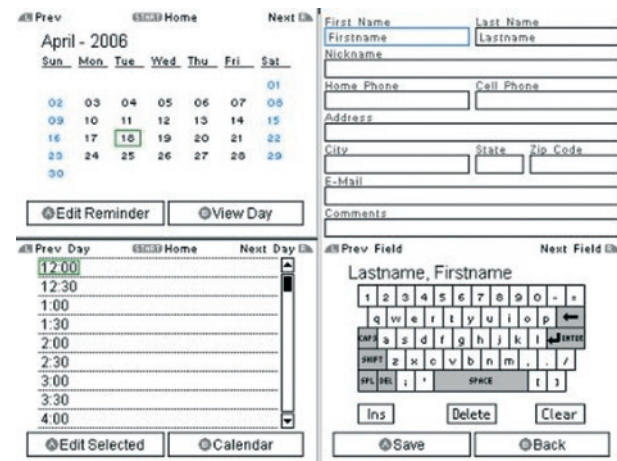 L Prev START Home Next R
April - 2006
Sun Mon Tue Wed Thu Fri Sat
01
02 03 04 05 06 07 08
09 10 11 12 13 14 15
16 17 18 19 20 21 22
23 24 25 26 27 28 29
30
A Edit Reminder B View Day
First Name Last Name
Firstname Lastname
Nickname
Home Phone Cell Phone
Address
City State Zip Code
E-Mail
Comments
L Prev Day START Home Next Day R
12:00
12:30
1:00
1:30
2:00
2:30
3:00
3:30
4:00
A Edit Selected B Calendar
L Prev Field Next Field R
Lastname, Firstname
1 2 3 4 5 6 7 8 9 0 - =
q w e r t y u i o p
CAPS a s d f g h j k l ENTER
SHIFT z x c v b n m , . /
SPL DEL ; ' SPACE [ ]
Ins Delete Clear
A Save B Back